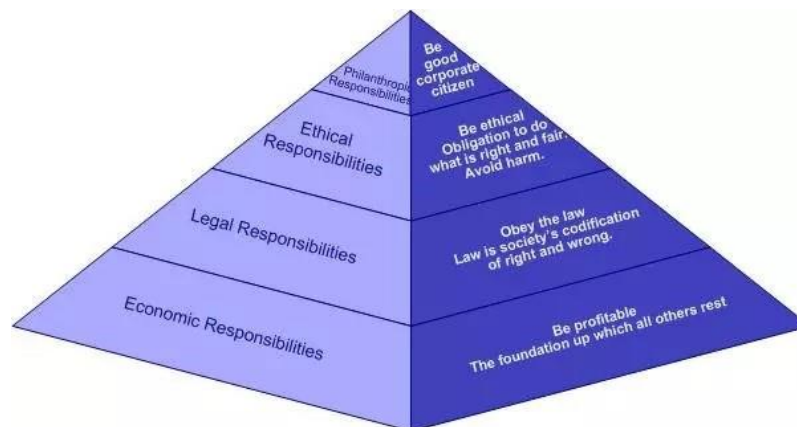 Philanthropic
Responsibilities
Be
good
corporate
citizen
Ethical
Responsibilities
Be ethical
Obligation to do
what is right and fair.
Avoid harm.
Legal Responsibilities
Obey the law
Law is society's codification
of right and wrong.
Economic Responsibilities
Be profitable
The foundation up which all others rest